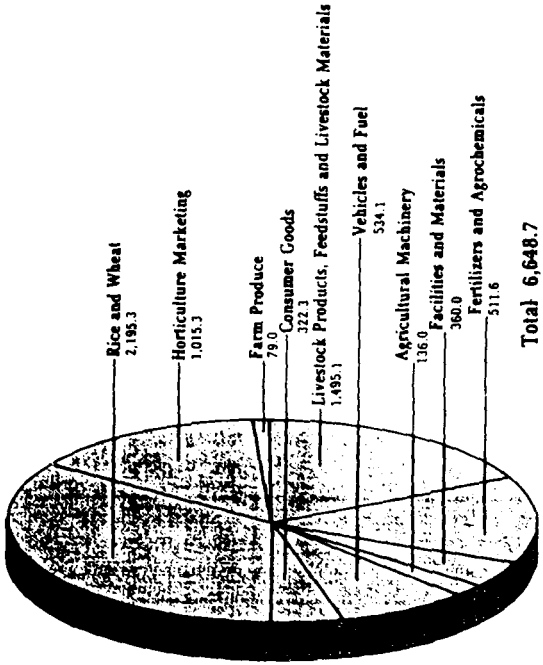 Rice and Wheat
2,195.3
Horticulture Marketing
1,015.3
Farm Produce
79.0
Consumer Goods
322.3
Livestock Products, Feedstuffs and Livestock Materials
1,495.1
Vehicles and Fuel
534.1
Agricultural Machinery
136.0
Facilities and Materials
360.0
Fertilizers and Agrochemicals
511.6
Total 6,648.7